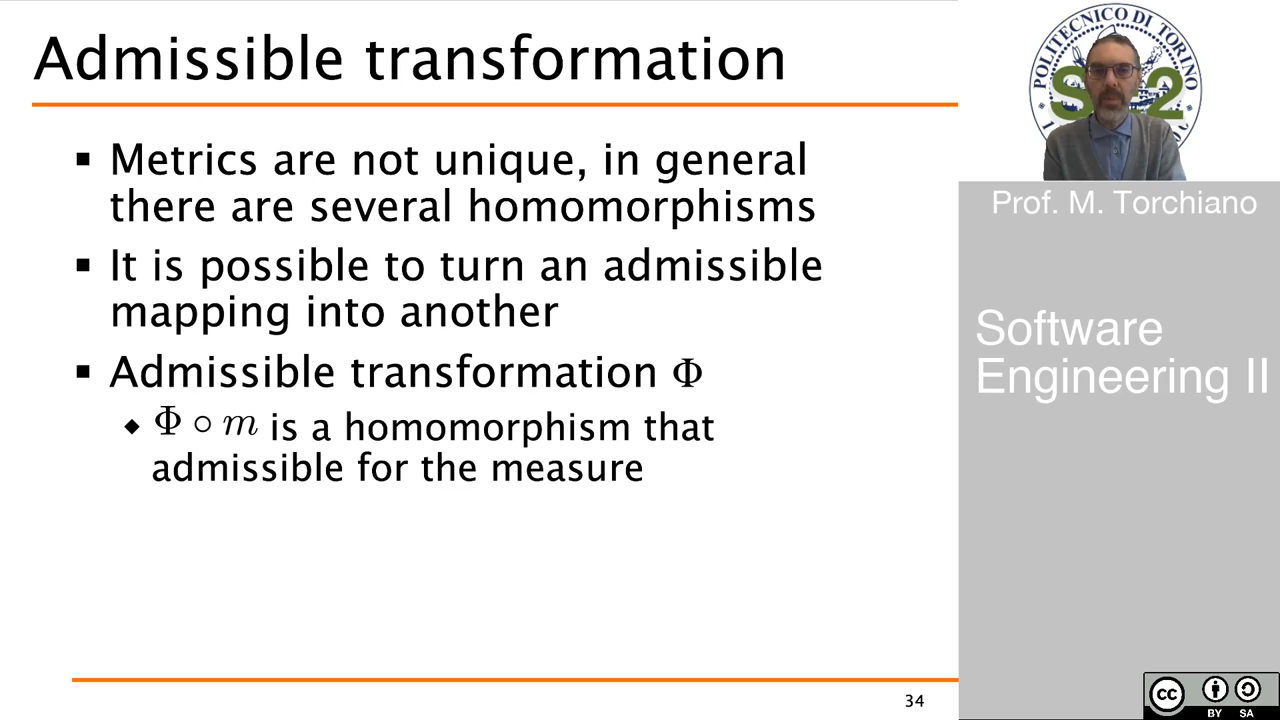 Admissible transformation
▪ Metrics are not unique, in general
there are several homomorphisms
▪ It is possible to turn an admissible
mapping into another
▪ Admissible transformation Φ
◆ Φ ∘ m is a homomorphism that
admissible for the measure
34
POLITECNICO DI TORINO
Prof. M. Torchiano
Software
Engineering II
cc
BY SA